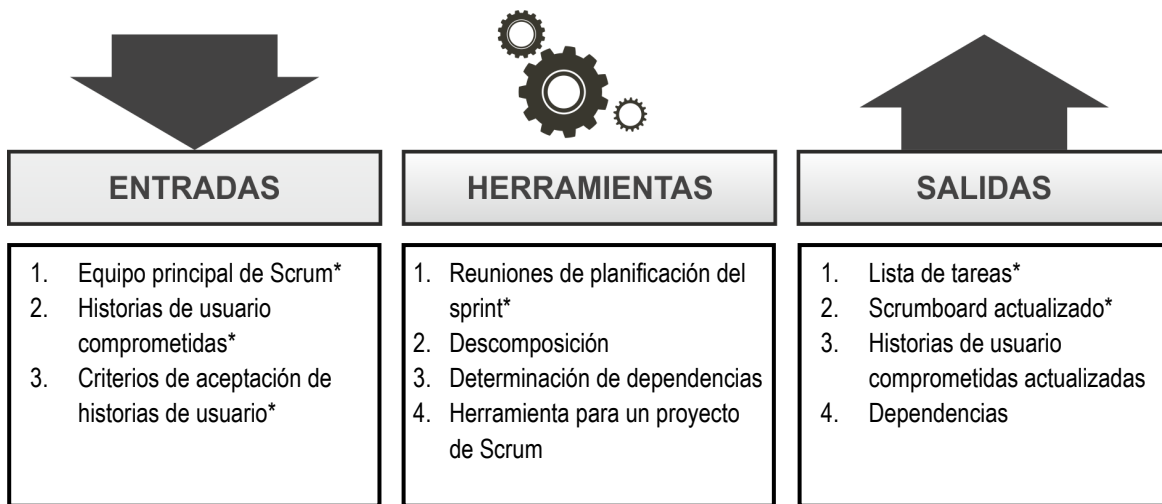 ENTRADAS
1. Equipo principal de Scrum*
2. Historias de usuario
comprometidas*
3. Criterios de aceptación de
historias de usuario*
HERRAMIENTAS
1. Reuniones de planificación del
sprint*
2. Descomposición
3. Determinación de dependencias
4. Herramienta para un proyecto
de Scrum
SALIDAS
1. Lista de tareas*
2. Scrumboard actualizado*
3. Historias de usuario
comprometidas actualizadas
4. Dependencias